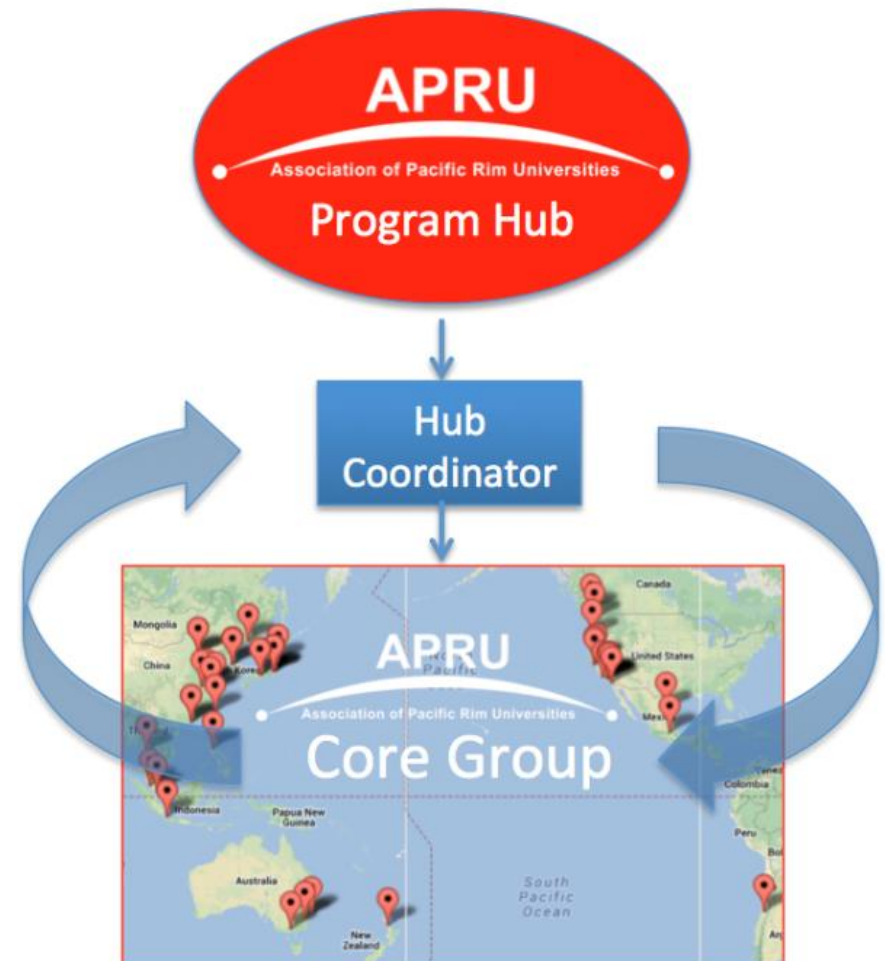 APRU
Association of Pacific Rim Universities
Program Hub
Hub
Coordinator
Canada
Mongolia
United States
China
APRU
Pacific
Association of Pacific Rim Universities
Core Group
Colombia
Indonesia
Papua New
Guinea
Peru
Australia
South
Pacific
Ocean
New
Zealand